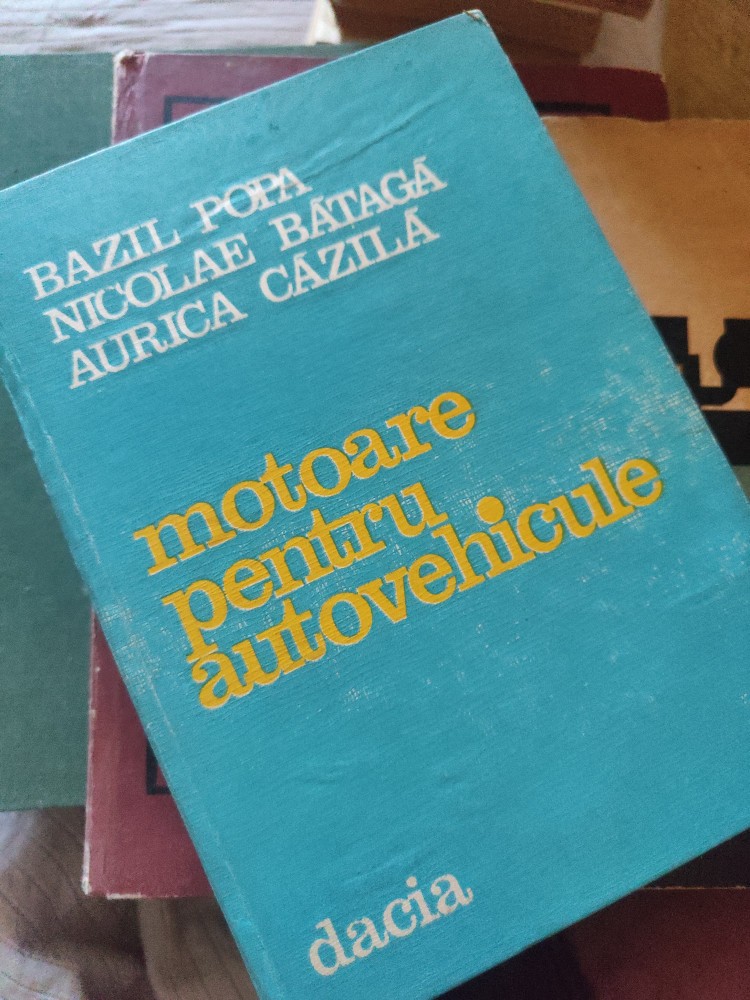 BAZIL POPA
NICOLAE BĂTAGĂ
AURICA CĂZILĂ
motoare
pentru
autovehicule
dacia